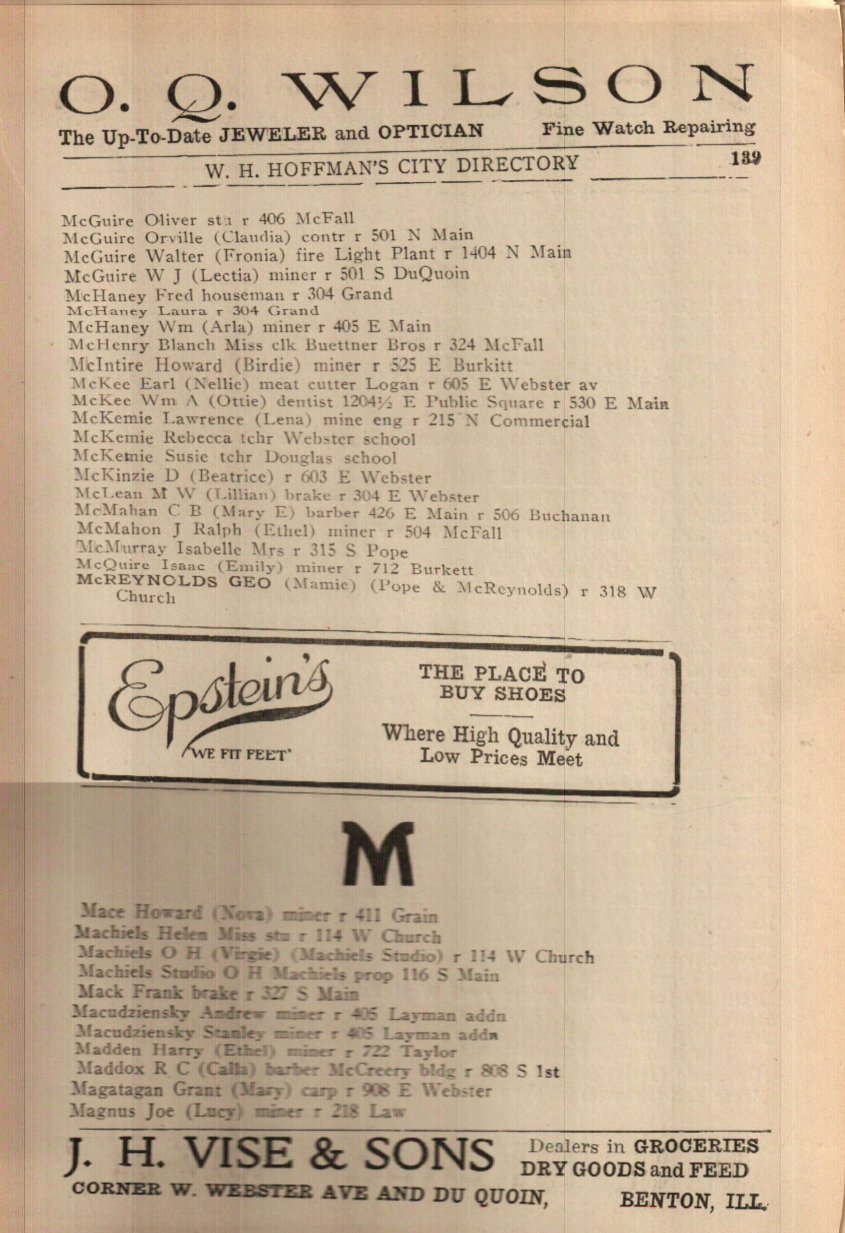 O. Q. WILSON
The Up-To-Date JEWELER and OPTICIAN Fine Watch Repairing
W. H. HOFFMAN'S CITY DIRECTORY 139
McGuire Oliver stu r 406 McFall
McGuire Orville (Claudia) contr r 501 N Main
McGuire Walter (Fronia) fire Light Plant r 1404 N Main
McGuire W J (Lectia) miner r 501 S DuQuoin
McHaney Fred houseman r 304 Grand
McHaney Laura r 304 Grand
McHaney Wm (Arla) miner r 405 E Main
McHenry Blanch Miss clk Buettner Bros r 324 McFall
McIntire Howard (Birdie) miner r 525 E Burkitt
McKee Earl (Nellie) meat cutter Logan r 605 E Webster av
McKee Wm A (Ottie) dentist 1204½ E Public Square r 530 E Main
McKemie Lawrence (Lena) mine eng r 215 N Commercial
McKemie Rebecca tchr Webster school
McKemie Susie tchr Douglas school
McKinzie D (Beatrice) r 603 E Webster
McLean M W (Lillian) brake r 304 E Webster
McMahan C B (Mary E) barber 426 E Main r 506 Buchanan
McMahon J Ralph (Ethel) miner r 504 McFall
McMurray Isabelle Mrs r 315 S Pope
McQuire Isaac (Emily) miner r 712 Burkett
McREYNOLDS GEO (Mamie) (Pope & McReynolds) r 318 W
Church
Epstein's
"WE FIT FEET"
THE PLACE TO
BUY SHOES
Where High Quality and
Low Prices Meet
M
Mace Howard (Nova) miner r 411 Grain
Machiels Helen Miss stu r 114 W Church
Machiels O H (Virgie) (Machiels Studio) r 114 W Church
Machiels Studio O H Machiels prop 116 S Main
Mack Frank brake r 327 S Main
Macudziensky Andrew miner r 405 Layman addn
Macudziensky Stanley miner r 405 Layman addn
Madden Harry (Ethel) miner r 722 Taylor
Maddox R C (Calla) barber McCreery bldg r 808 S 1st
Magatagan Grant (Mary) carp r 908 E Webster
Magnus Joe (Lucy) miner r 218 Law
J. H. VISE & SONS Dealers in GROCERIES
DRY GOODS and FEED
CORNER W. WEBSTER AVE AND DU QUOIN, BENTON, ILL.